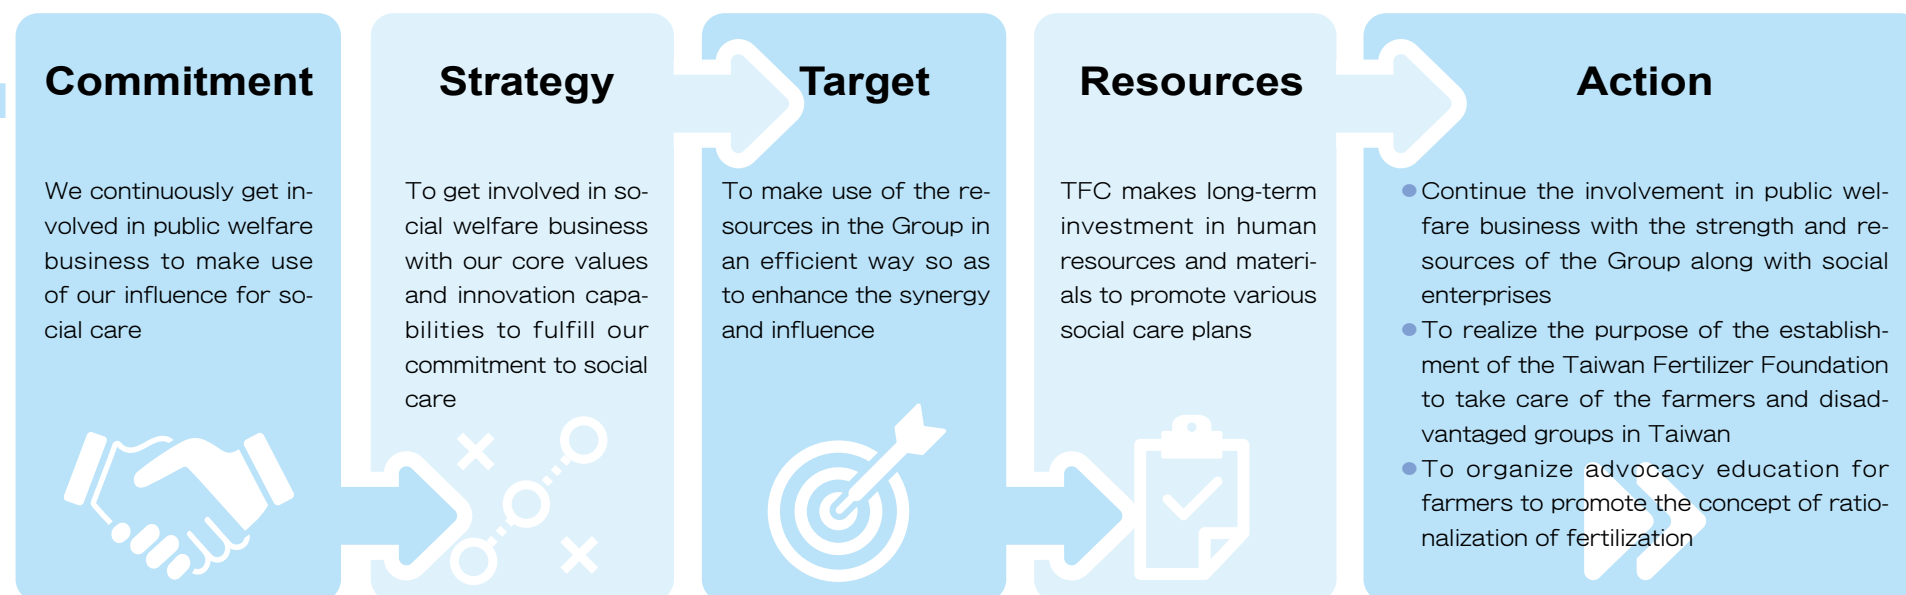 Commitment
We continuously get in-
volved in public welfare
business to make use
of our influence for so-
cial care
Strategy
To get involved in so-
cial welfare business
with our core values
and innovation capa-
bilities to fulfill our
commitment to social
care
Target
To make use of the re-
sources in the Group in
an efficient way so as
to enhance the synergy
and influence
Resources
TFC makes long-term
investment in human
resources and materi-
als to promote various
social care plans
Action
●Continue the involvement in public wel-
fare business with the strength and re-
sources of the Group along with social
enterprises
●To realize the purpose of the establish-
ment of the Taiwan Fertilizer Foundation
to take care of the farmers and disad-
vantaged groups in Taiwan
●To organize advocacy education for
farmers to promote the concept of ratio-
nalization of fertilization